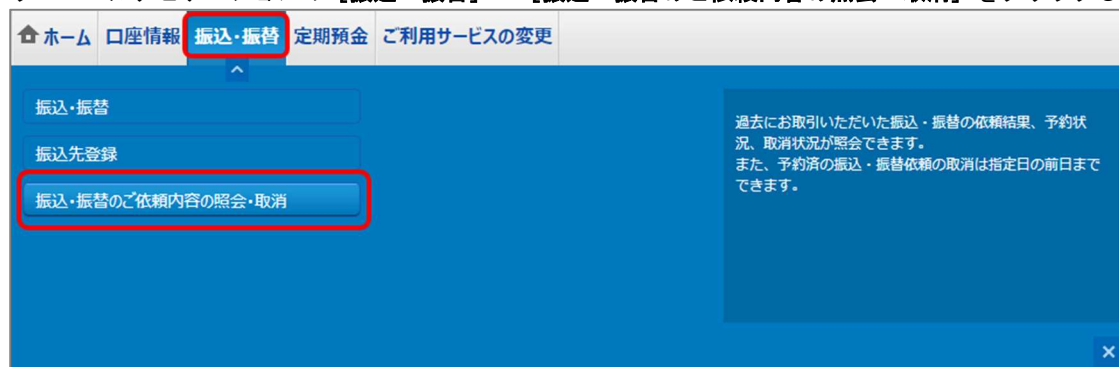 ホーム 口座情報 振込・振替 定期預金 ご利用サービスの変更
振込・振替
振込先登録
振込・振替のご依頼内容の照会・取消
過去にお取引いただいた振込・振替の依頼結果、予約状
況、取消状況が照会できます。
また、予約済の振込・振替依頼の取消は指定日の前日まで
できます。